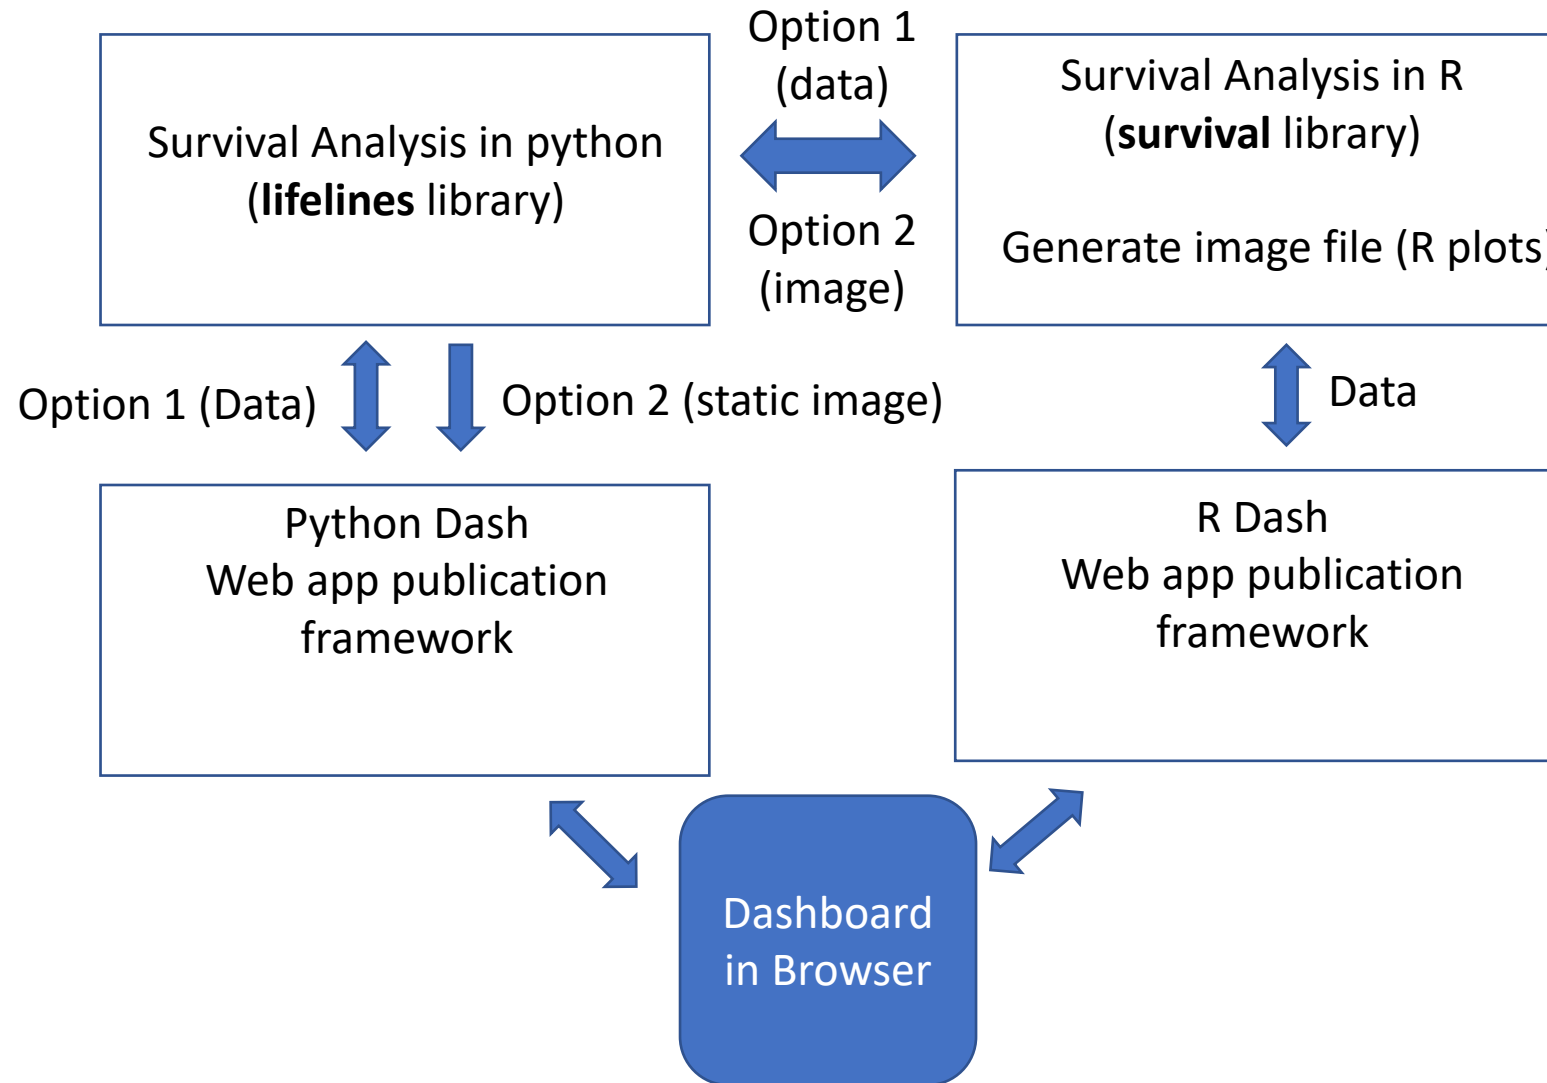 Option 1
(data)
Survival Analysis in python
(lifelines library)
Survival Analysis in R
(survival library)
Generate image file (R plots)
Option 2
(image)
Option 1 (Data)
Option 2 (static image)
Data
Python Dash
Web app publication
framework
R Dash
Web app publication
framework
Dashboard
in Browser